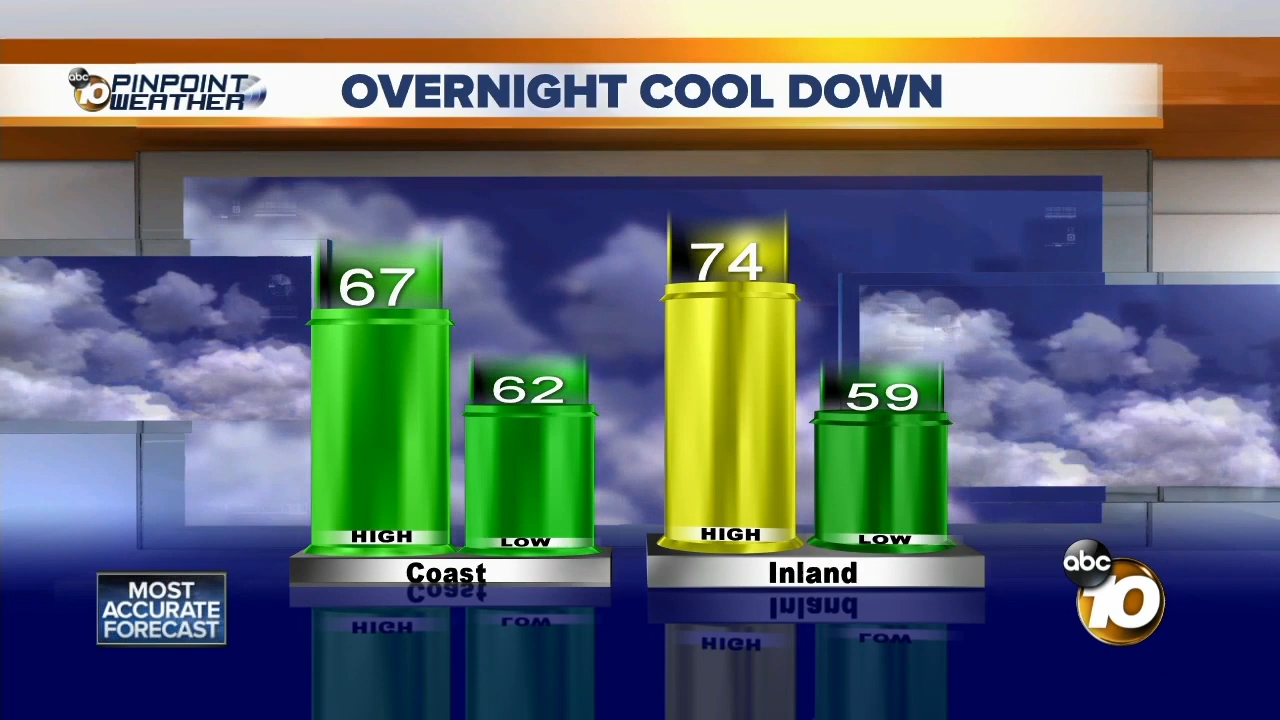 abc
10 PINPOINT
WEATHER
OVERNIGHT COOL DOWN
67
62
74
59
HIGH
LOW
HIGH
LOW
Coast
Inland
MOST
ACCURATE
FORECAST
abc
10